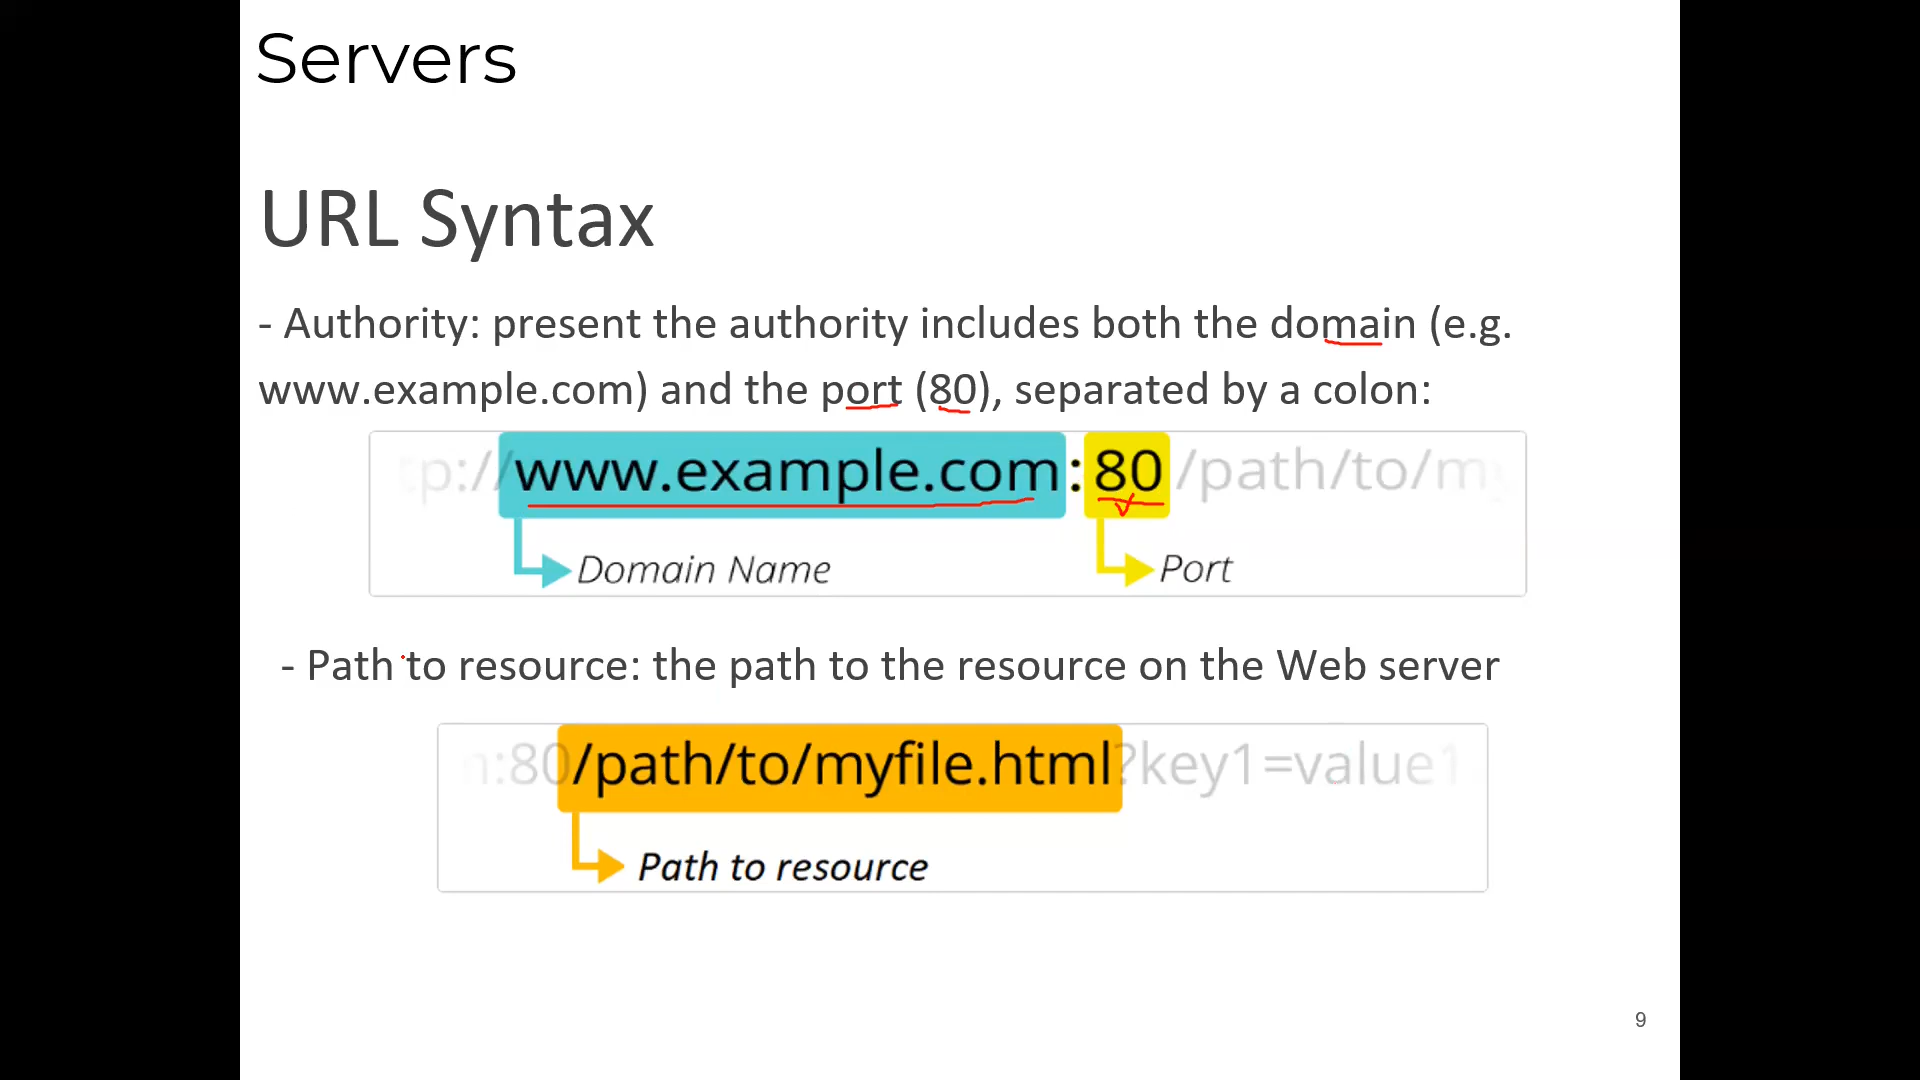 Servers
URL Syntax
- Authority: present the authority includes both the domain (e.g.
www.example.com) and the port (80), separated by a colon:
tp://www.example.com:80/path/to/my
Domain Name Port
- Path to resource: the path to the resource on the Web server
:80/path/to/myfile.html?key1=value1
Path to resource
9